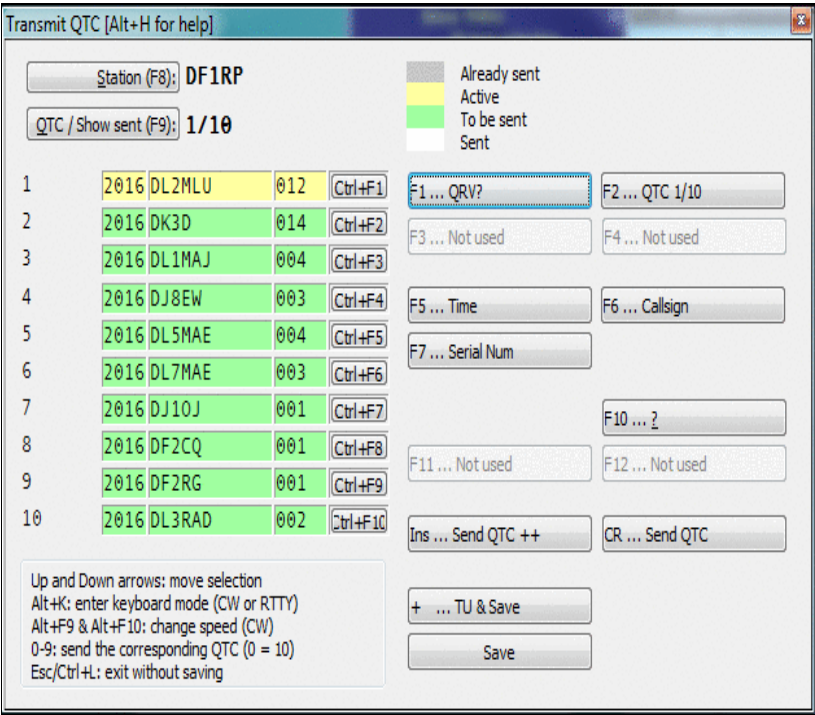 Transmit QTC [Alt+H for help]
Station (F8): DF1RP
QTC / Show sent (F9): 1/10
Already sent
Active
To be sent
Sent
1 2016 DL2MLU 012 Ctrl+F1
2 2016 DK3D 014 Ctrl+F2
3 2016 DL1MAJ 004 Ctrl+F3
4 2016 DJ8EW 003 Ctrl+F4
5 2016 DL5MAE 004 Ctrl+F5
6 2016 DL7MAE 003 Ctrl+F6
7 2016 DJ1OJ 001 Ctrl+F7
8 2016 DF2CQ 001 Ctrl+F8
9 2016 DF2RG 001 Ctrl+F9
10 2016 DL3RAD 002 Ctrl+F10
F1 ... QRV? F2 ... QTC 1/10
F3 ... Not used F4 ... Not used
F5 ... Time F6 ... Callsign
F7 ... Serial Num
F10 ... ?
F11 ... Not used F12 ... Not used
Ins ... Send QTC ++ CR ... Send QTC
+ ... TU & Save
Save
Up and Down arrows: move selection
Alt+K: enter keyboard mode (CW or RTTY)
Alt+F9 & Alt+F10: change speed (CW)
0-9: send the corresponding QTC (0 = 10)
Esc/Ctrl+L: exit without saving